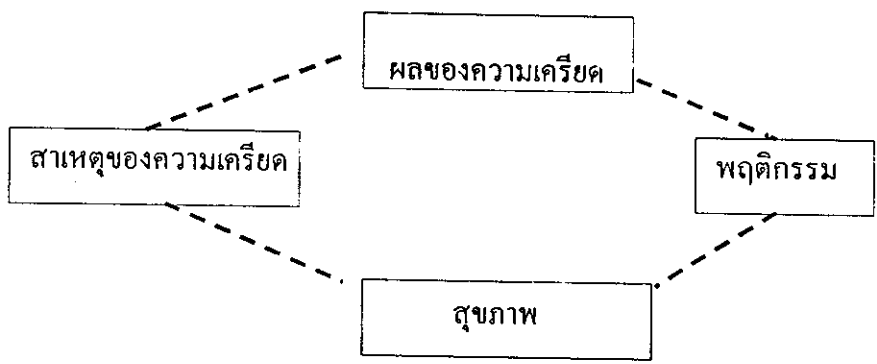 ผลของความเครียด
สาเหตุของความเครียด
พฤติกรรม
สุขภาพ